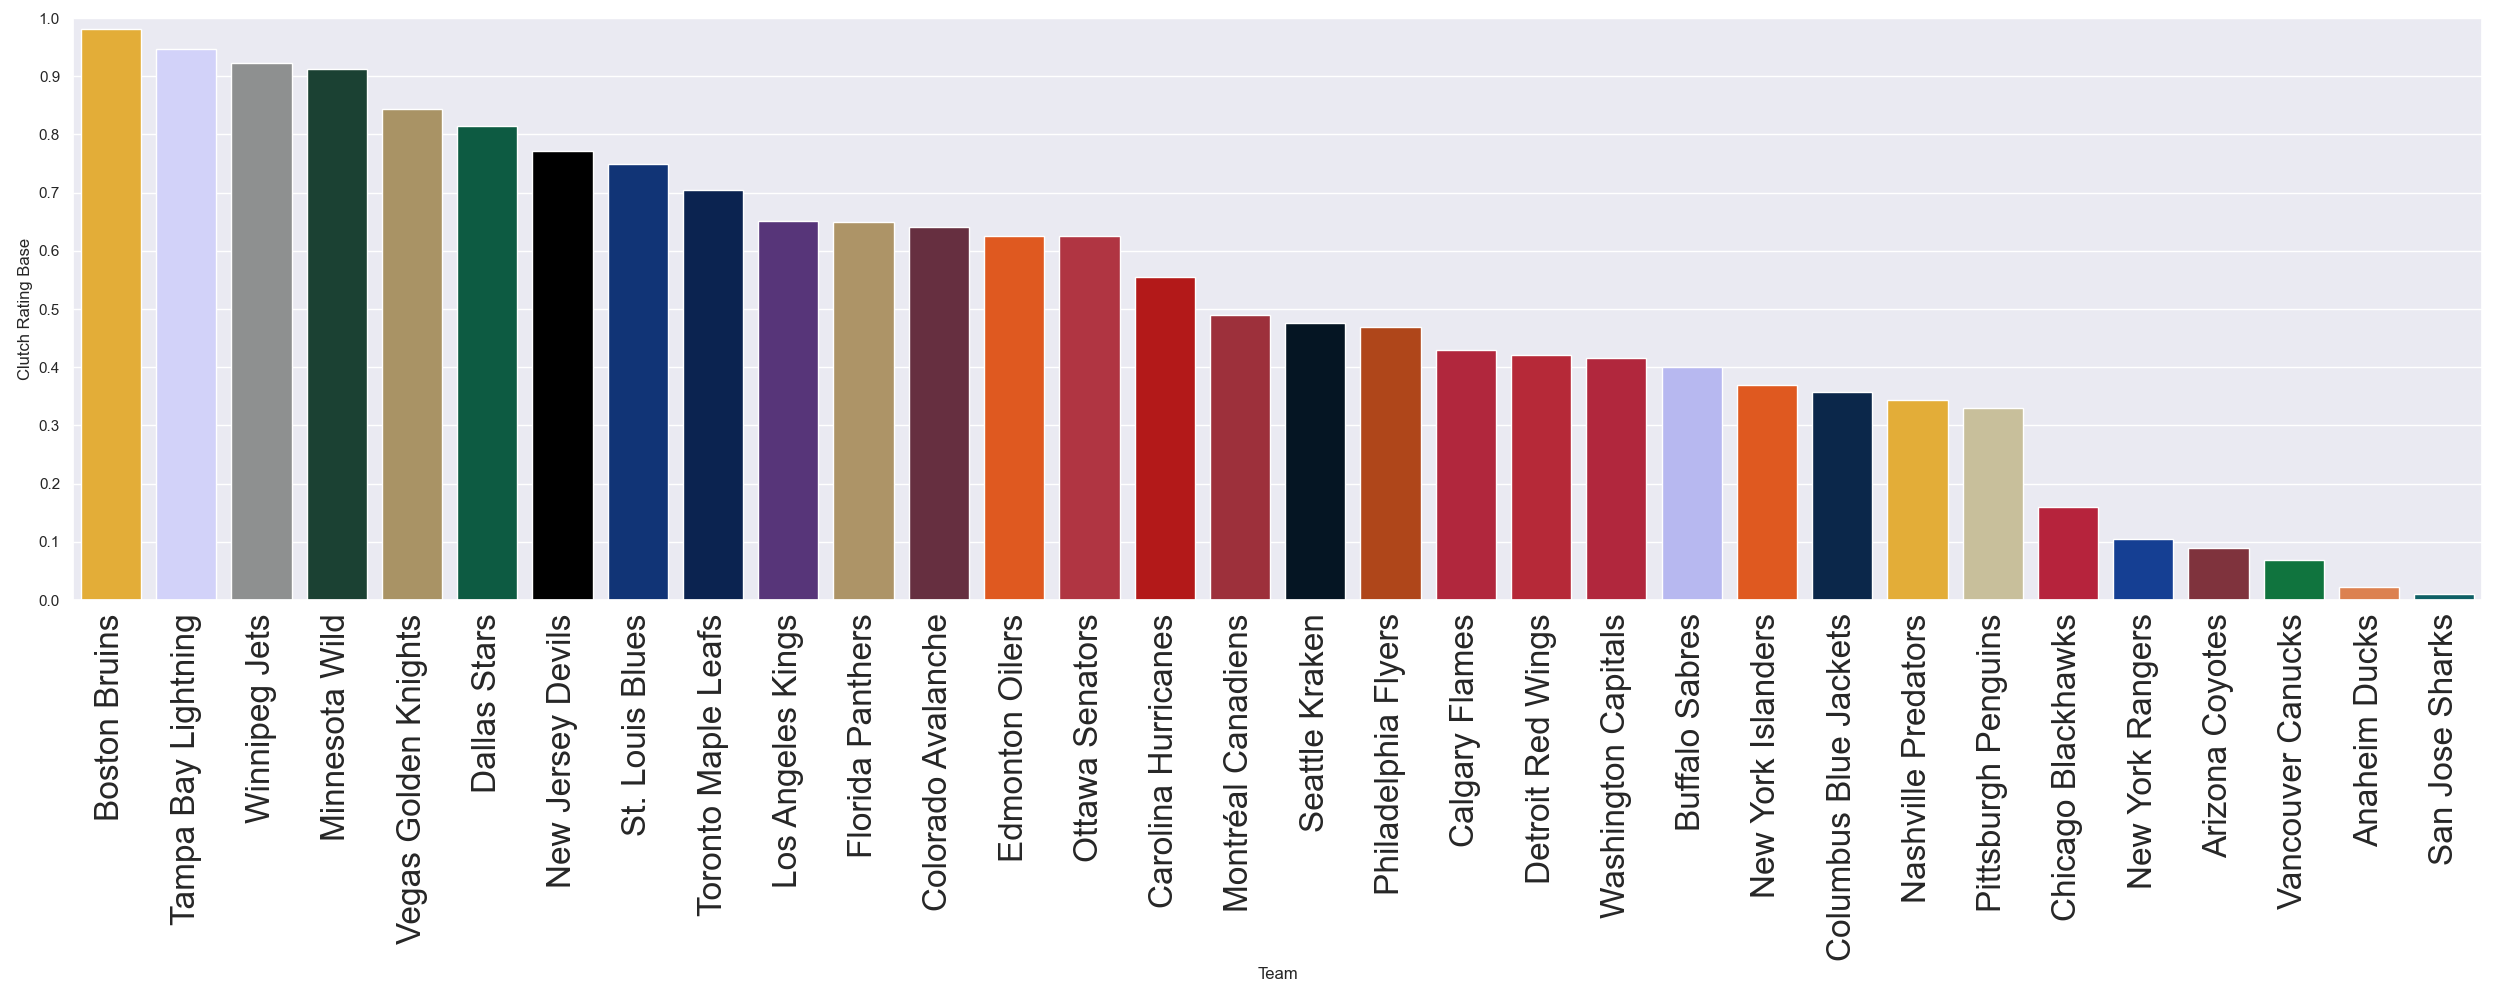 1.0
0.9
0.8
0.7
0.6
0.5
0.4
0.3
0.2
0.1
0.0
Clutch Rating Base
Boston Bruins
Tampa Bay Lightning
Winnipeg Jets
Minnesota Wild
Vegas Golden Knights
Dallas Stars
New Jersey Devils
St. Louis Blues
Toronto Maple Leafs
Los Angeles Kings
Florida Panthers
Colorado Avalanche
Edmonton Oilers
Ottawa Senators
Carolina Hurricanes
Montréal Canadiens
Seattle Kraken
Philadelphia Flyers
Calgary Flames
Detroit Red Wings
Washington Capitals
Buffalo Sabres
New York Islanders
Columbus Blue Jackets
Nashville Predators
Pittsburgh Penguins
Chicago Blackhawks
New York Rangers
Arizona Coyotes
Vancouver Canucks
Anaheim Ducks
San Jose Sharks
Team